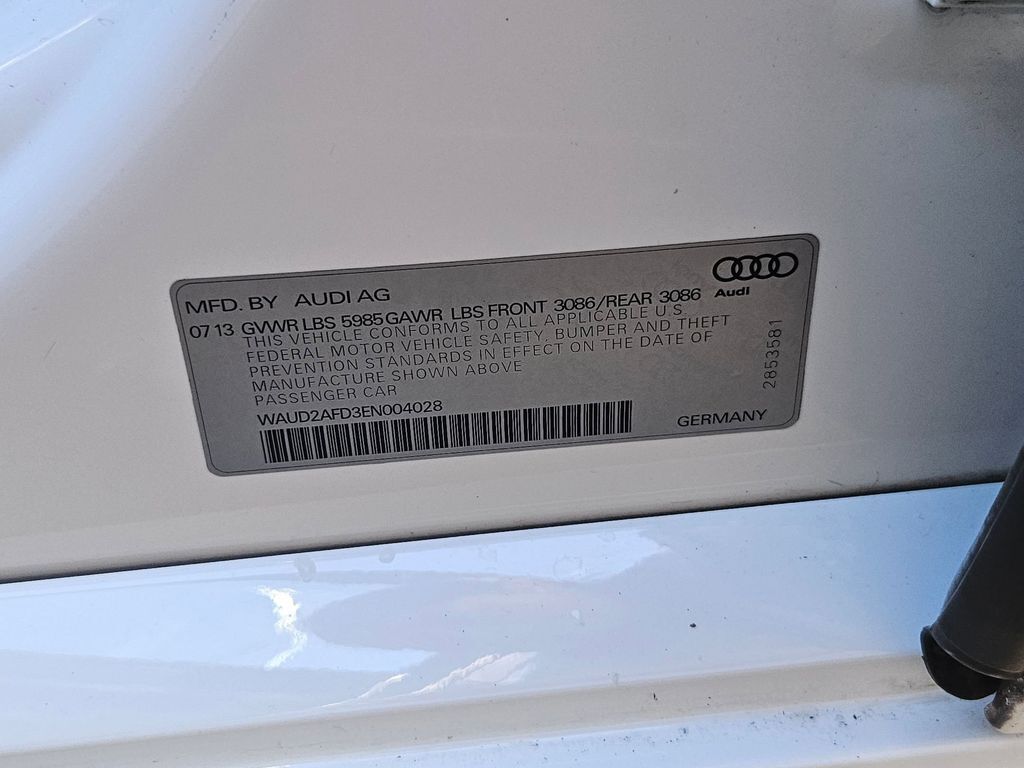 MFD. BY AUDI AG
Audi
07 13 GVWR LBS 5985 GAWR LBS FRONT 3086/REAR 3086
THIS VEHICLE CONFORMS TO ALL APPLICABLE U.S.
FEDERAL MOTOR VEHICLE SAFETY, BUMPER AND THEFT
PREVENTION STANDARDS IN EFFECT ON THE DATE OF
MANUFACTURE SHOWN ABOVE
PASSENGER CAR
WAUD2AFD3EN004028
GERMANY
2853581